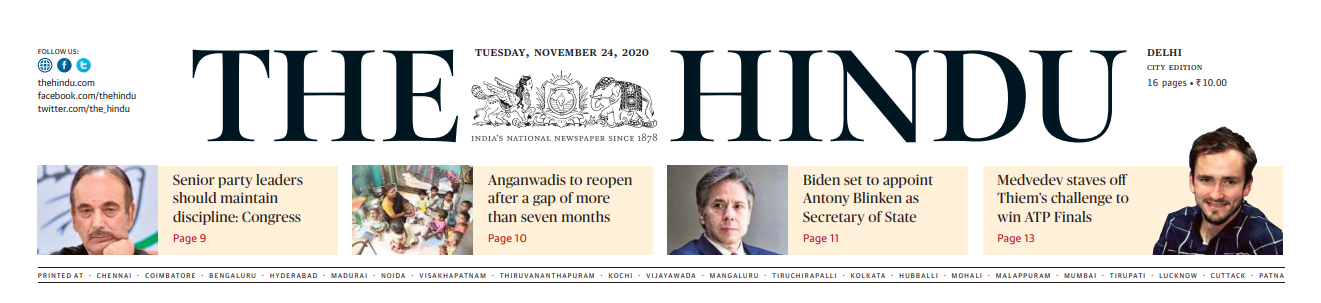 FOLLOW US:
thehindu.com
facebook.com/thehindu
twitter.com/the_hindu
THE HINDU
TUESDAY, NOVEMBER 24, 2020
INDIA'S NATIONAL NEWSPAPER SINCE 1878
DELHI
CITY EDITION
16 pages • ₹10.00
Senior party leaders
should maintain
discipline: Congress
Page 9
Anganwadis to reopen
after a gap of more
than seven months
Page 10
Biden set to appoint
Antony Blinken as
Secretary of State
Page 11
Medvedev staves off
Thiem's challenge to
win ATP Finals
Page 13
PRINTED AT · CHENNAI · COIMBATORE · BENGALURU · HYDERABAD · MADURAI · NOIDA · VISAKHAPATNAM · THIRUVANANTHAPURAM · KOCHI · VIJAYAWADA · MANGALURU · TIRUCHIRAPALLI · KOLKATA · HUBBALLI · MOHALI · MALAPPURAM · MUMBAI · TIRUPATI · LUCKNOW · CUTTACK · PATNA